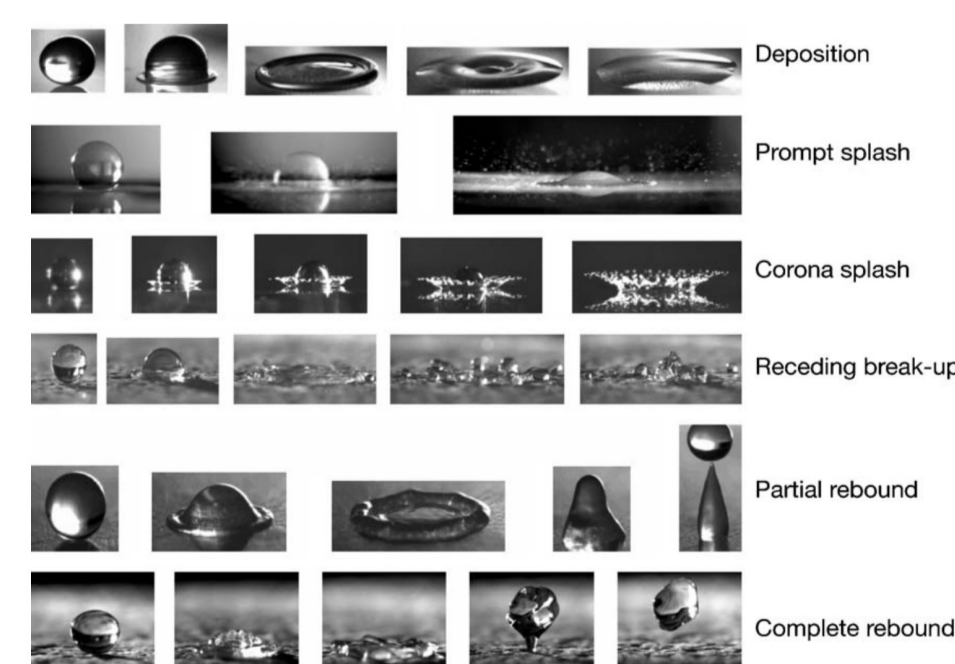 Deposition
Prompt splash
Corona splash
Receding break-up
Partial rebound
Complete rebound